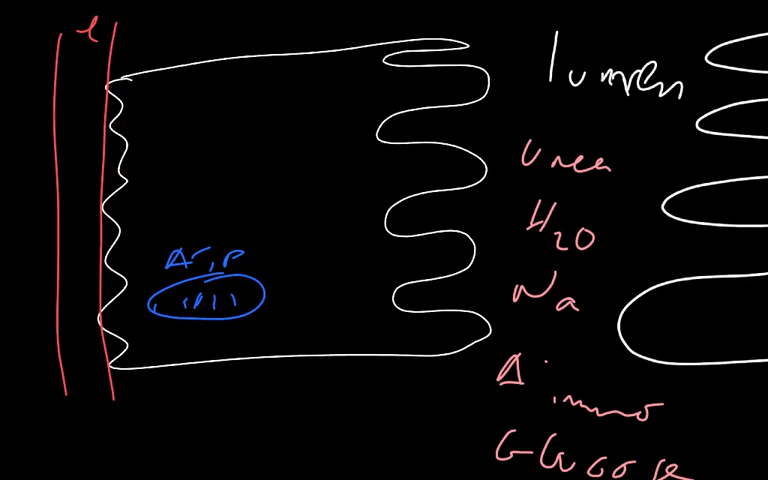 lumen
Urea
H2O
Na
ATP
Amino
Glucose